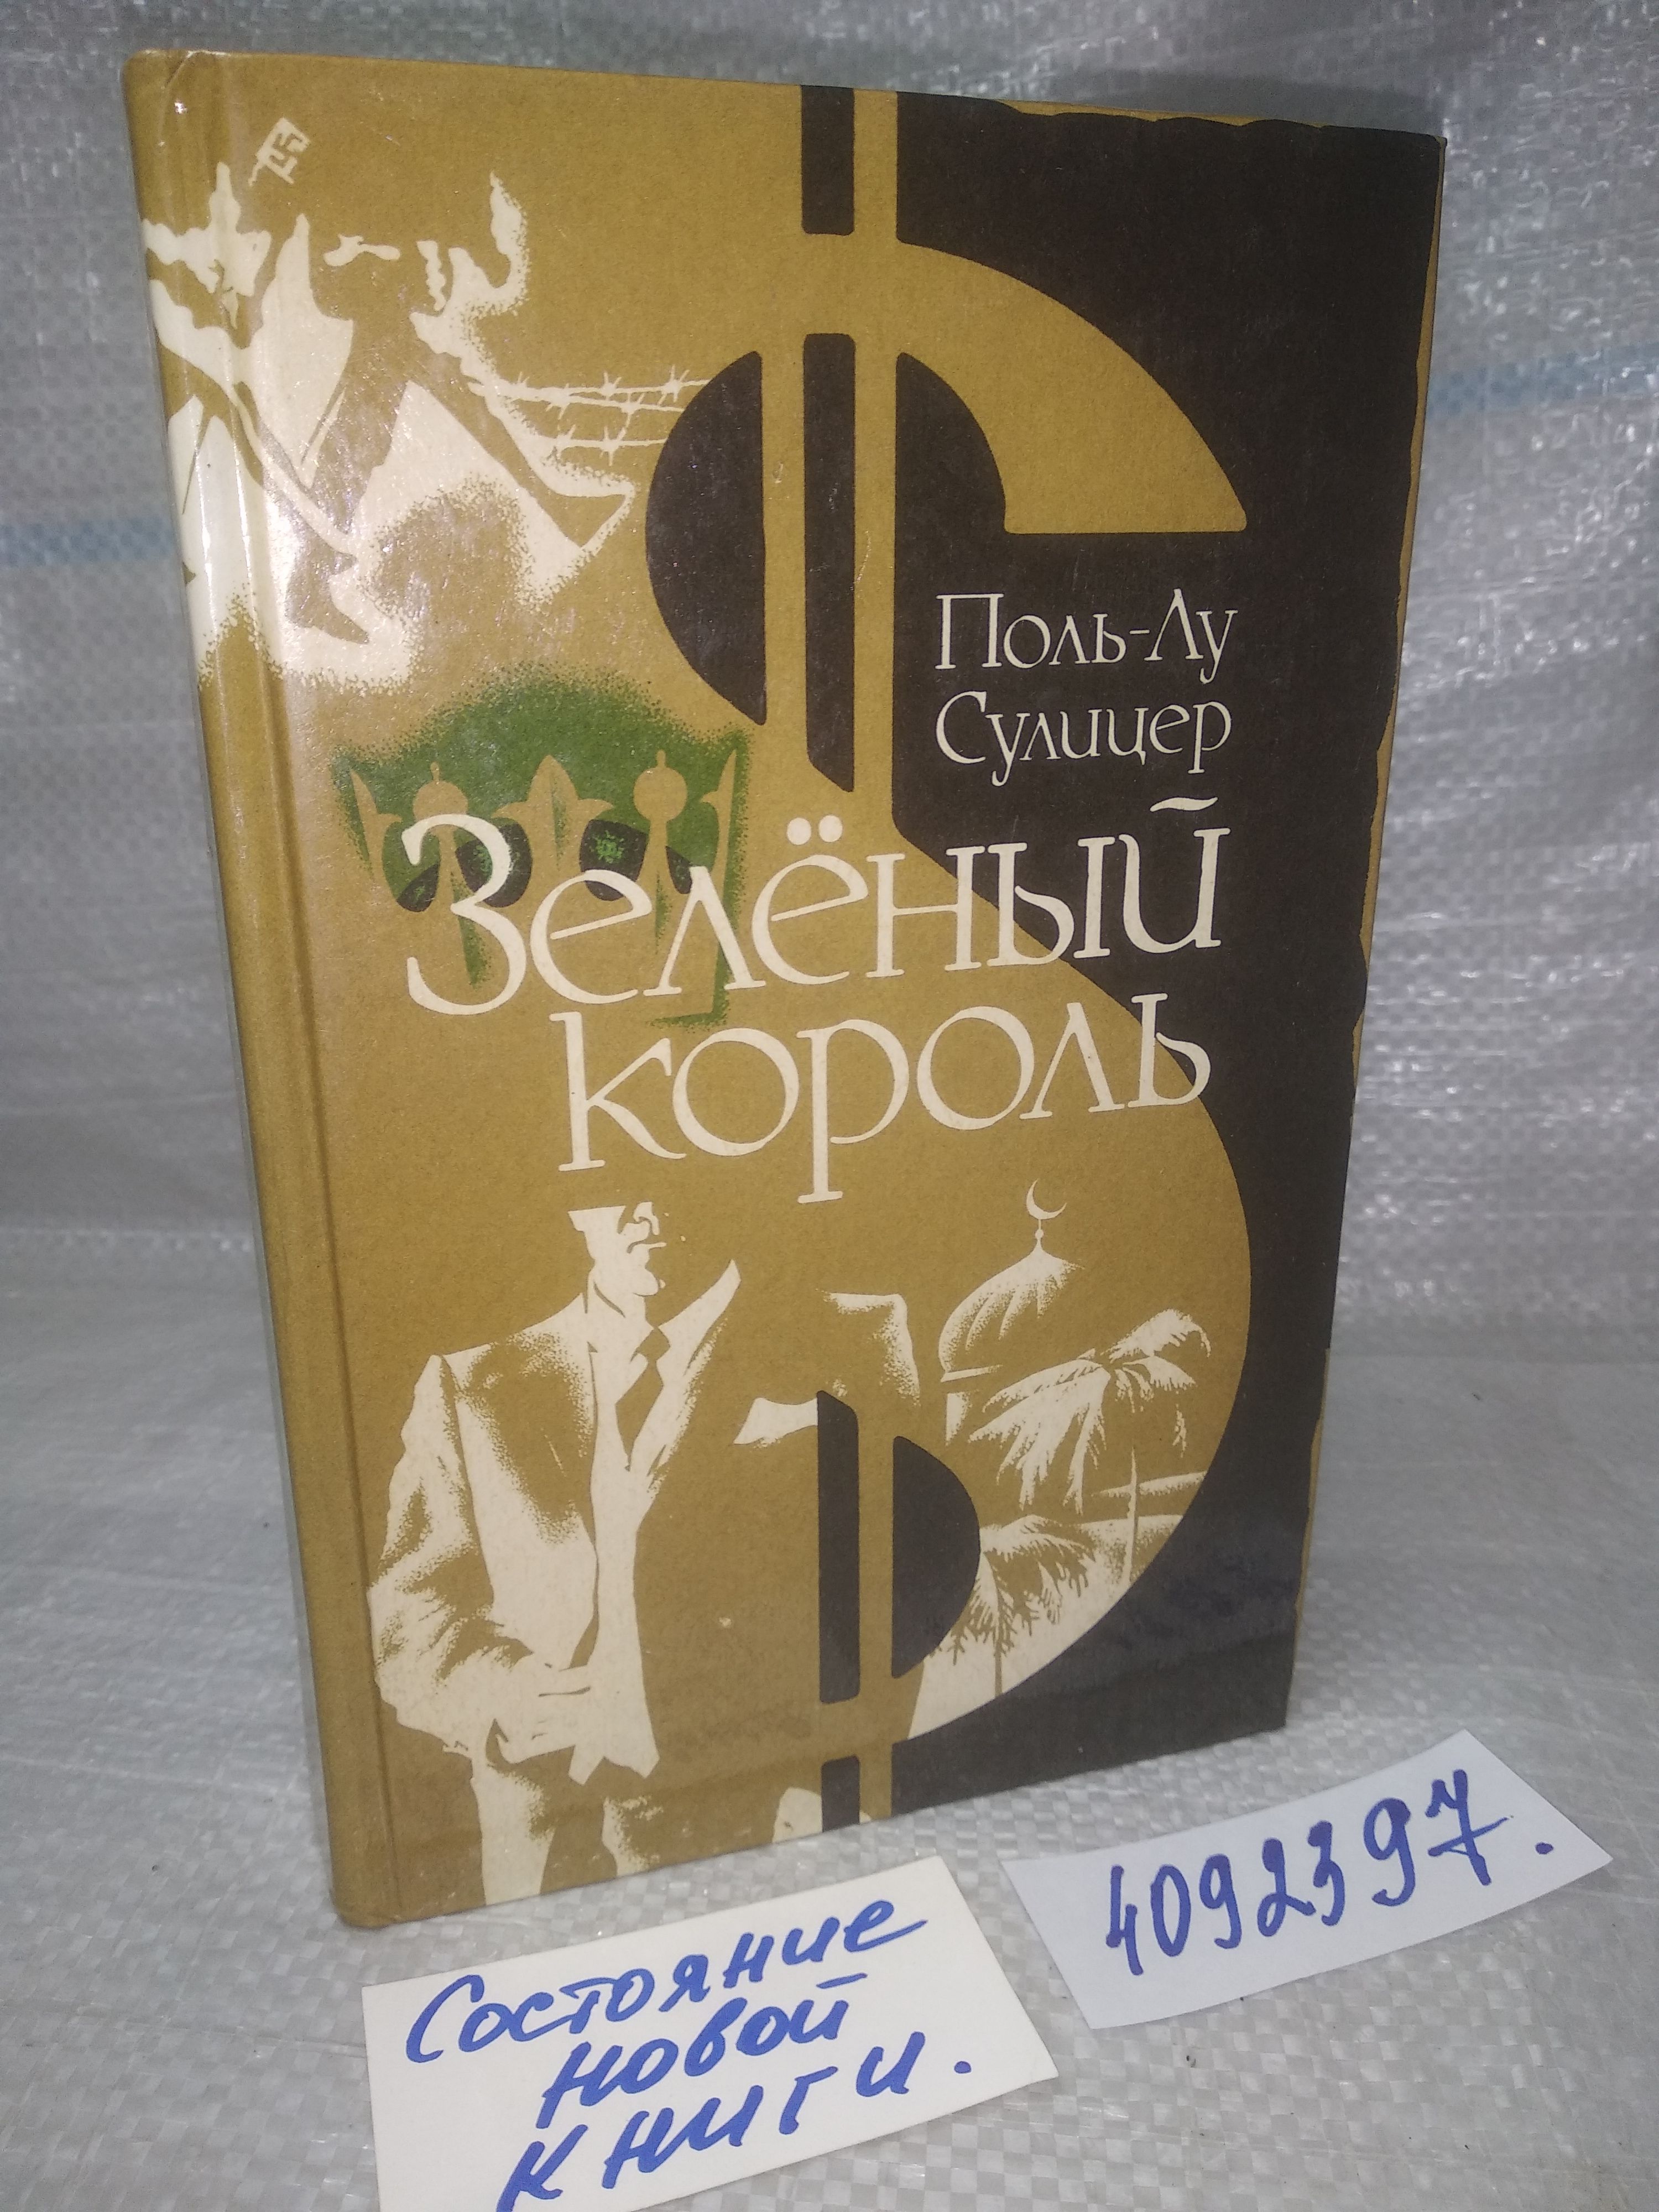 Поль-Лу
Сулицер
Зелёный
король
Состояние
новой
книги.
4092397.